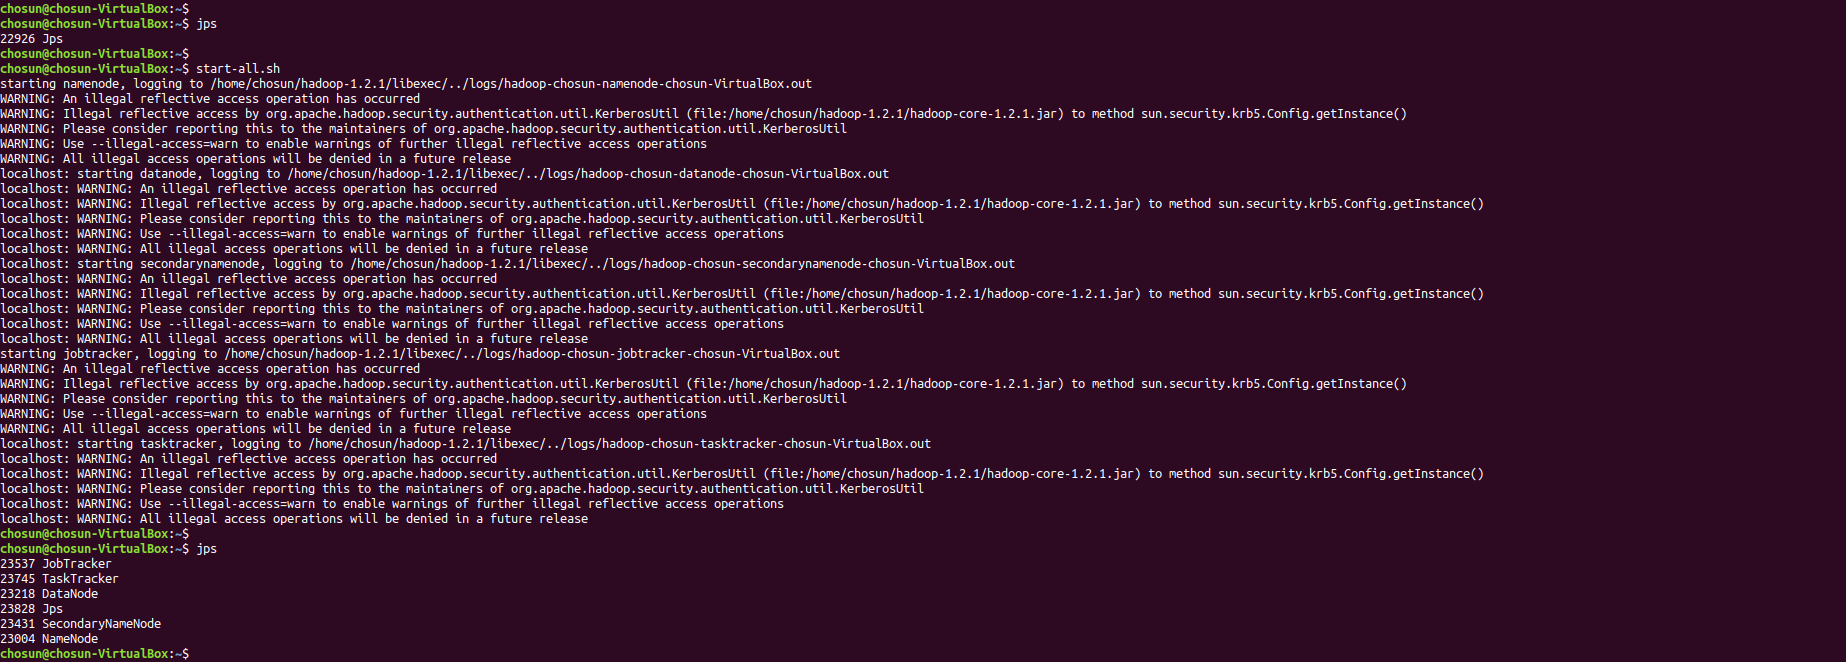 chosun@chosun-VirtualBox:~$
chosun@chosun-VirtualBox:~$ jps
22926 Jps
chosun@chosun-VirtualBox:~$
chosun@chosun-VirtualBox:~$ start-all.sh
starting namenode, logging to /home/chosun/hadoop-1.2.1/libexec/../logs/hadoop-chosun-namenode-chosun-VirtualBox.out
WARNING: An illegal reflective access operation has occurred
WARNING: Illegal reflective access by org.apache.hadoop.security.authentication.util.KerberosUtil (file:/home/chosun/hadoop-1.2.1/hadoop-core-1.2.1.jar) to method sun.security.krb5.Config.getInstance()
WARNING: Please consider reporting this to the maintainers of org.apache.hadoop.security.authentication.util.KerberosUtil
WARNING: Use --illegal-access=warn to enable warnings of further illegal reflective access operations
WARNING: All illegal access operations will be denied in a future release
localhost: starting datanode, logging to /home/chosun/hadoop-1.2.1/libexec/../logs/hadoop-chosun-datanode-chosun-VirtualBox.out
localhost: WARNING: An illegal reflective access operation has occurred
localhost: WARNING: Illegal reflective access by org.apache.hadoop.security.authentication.util.KerberosUtil (file:/home/chosun/hadoop-1.2.1/hadoop-core-1.2.1.jar) to method sun.security.krb5.Config.getInstance()
localhost: WARNING: Please consider reporting this to the maintainers of org.apache.hadoop.security.authentication.util.KerberosUtil
localhost: WARNING: Use --illegal-access=warn to enable warnings of further illegal reflective access operations
localhost: WARNING: All illegal access operations will be denied in a future release
localhost: starting secondarynamenode, logging to /home/chosun/hadoop-1.2.1/libexec/../logs/hadoop-chosun-secondarynamenode-chosun-VirtualBox.out
localhost: WARNING: An illegal reflective access operation has occurred
localhost: WARNING: Illegal reflective access by org.apache.hadoop.security.authentication.util.KerberosUtil (file:/home/chosun/hadoop-1.2.1/hadoop-core-1.2.1.jar) to method sun.security.krb5.Config.getInstance()
localhost: WARNING: Please consider reporting this to the maintainers of org.apache.hadoop.security.authentication.util.KerberosUtil
localhost: WARNING: Use --illegal-access=warn to enable warnings of further illegal reflective access operations
localhost: WARNING: All illegal access operations will be denied in a future release
starting jobtracker, logging to /home/chosun/hadoop-1.2.1/libexec/../logs/hadoop-chosun-jobtracker-chosun-VirtualBox.out
WARNING: An illegal reflective access operation has occurred
WARNING: Illegal reflective access by org.apache.hadoop.security.authentication.util.KerberosUtil (file:/home/chosun/hadoop-1.2.1/hadoop-core-1.2.1.jar) to method sun.security.krb5.Config.getInstance()
WARNING: Please consider reporting this to the maintainers of org.apache.hadoop.security.authentication.util.KerberosUtil
WARNING: Use --illegal-access=warn to enable warnings of further illegal reflective access operations
WARNING: All illegal access operations will be denied in a future release
localhost: starting tasktracker, logging to /home/chosun/hadoop-1.2.1/libexec/../logs/hadoop-chosun-tasktracker-chosun-VirtualBox.out
localhost: WARNING: An illegal reflective access operation has occurred
localhost: WARNING: Illegal reflective access by org.apache.hadoop.security.authentication.util.KerberosUtil (file:/home/chosun/hadoop-1.2.1/hadoop-core-1.2.1.jar) to method sun.security.krb5.Config.getInstance()
localhost: WARNING: Please consider reporting this to the maintainers of org.apache.hadoop.security.authentication.util.KerberosUtil
localhost: WARNING: Use --illegal-access=warn to enable warnings of further illegal reflective access operations
localhost: WARNING: All illegal access operations will be denied in a future release
chosun@chosun-VirtualBox:~$
chosun@chosun-VirtualBox:~$ jps
23537 JobTracker
23745 TaskTracker
23218 DataNode
23828 Jps
23431 SecondaryNameNode
23004 NameNode
chosun@chosun-VirtualBox:~$